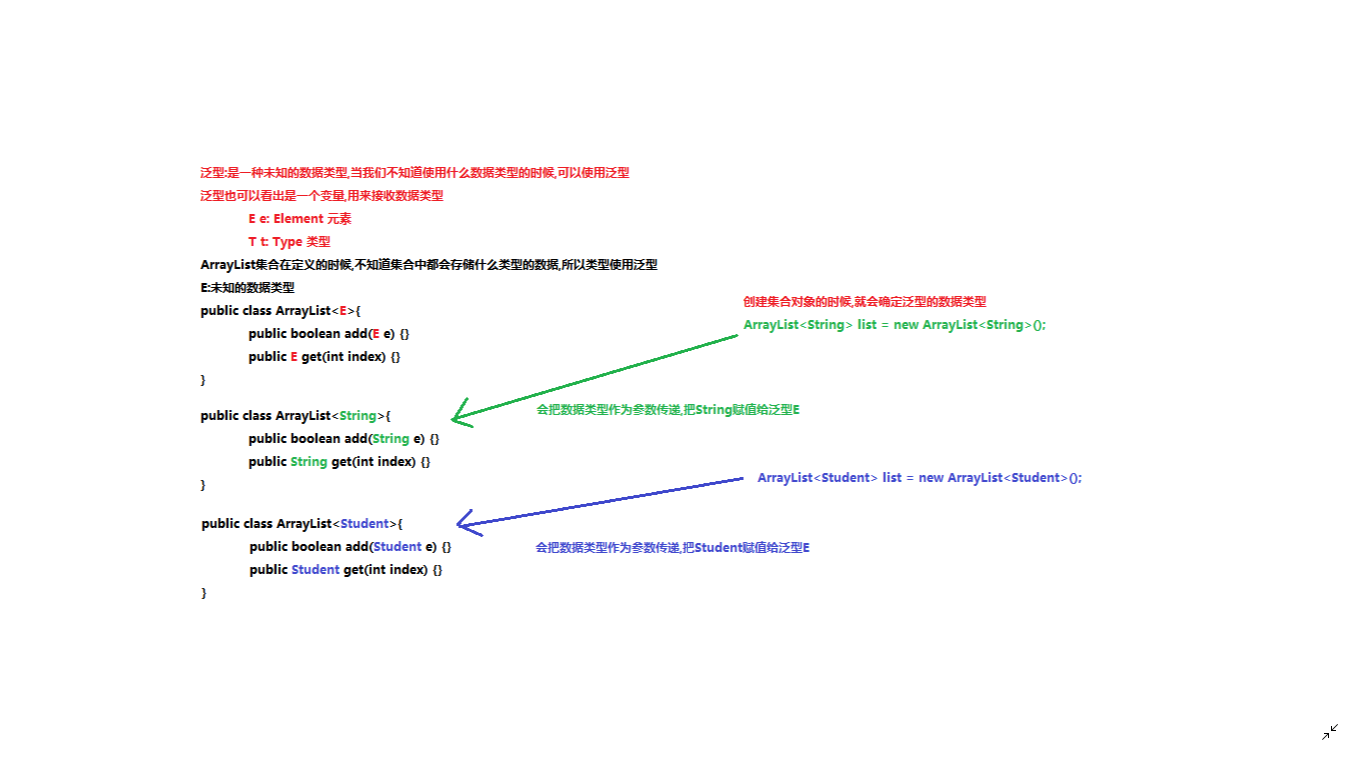 泛型:是一种未知的数据类型,当我们不知道使用什么数据类型的时候,可以使用泛型
泛型也可以看出是一个变量,用来接收数据类型
E e: Element 元素
T t: Type 类型
ArrayList集合在定义的时候,不知道集合中都会存储什么类型的数据,所以类型使用泛型
E:未知的数据类型
public class ArrayList<E>{
public boolean add(E e) {}
public E get(int index) {}
}
创建集合对象的时候,就会确定泛型的数据类型
ArrayList<String> list = new ArrayList<String>();
会把数据类型作为参数传递,把String赋值给泛型E
public class ArrayList<String>{
public boolean add(String e) {}
public String get(int index) {}
}
ArrayList<Student> list = new ArrayList<Student>();
public class ArrayList<Student>{
public boolean add(Student e) {}
public Student get(int index) {}
}
会把数据类型作为参数传递,把Student赋值给泛型E